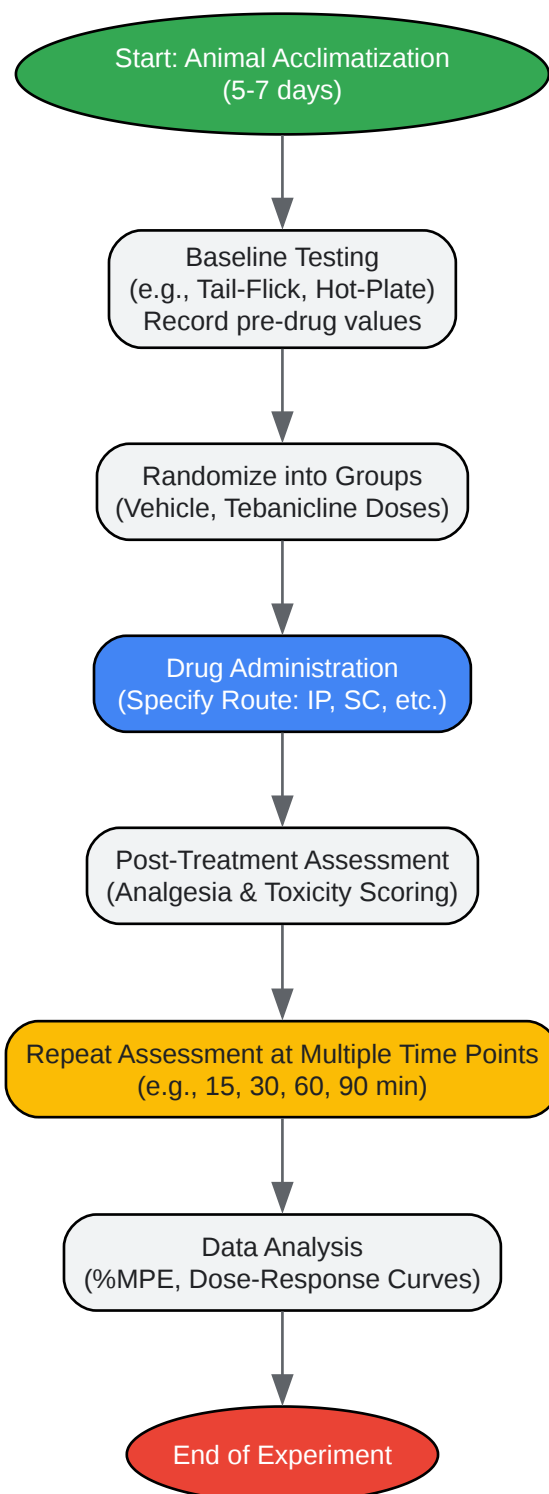 Start: Animal Acclimatization
(5-7 days)
Baseline Testing
(e.g., Tail-Flick, Hot-Plate)
Record pre-drug values
Randomize into Groups
(Vehicle, Tebanicline Doses)
Drug Administration
(Specify Route: IP, SC, etc.)
Post-Treatment Assessment
(Analgesia & Toxicity Scoring)
Repeat Assessment at Multiple Time Points
(e.g., 15, 30, 60, 90 min)
Data Analysis
(%MPE, Dose-Response Curves)
End of Experiment